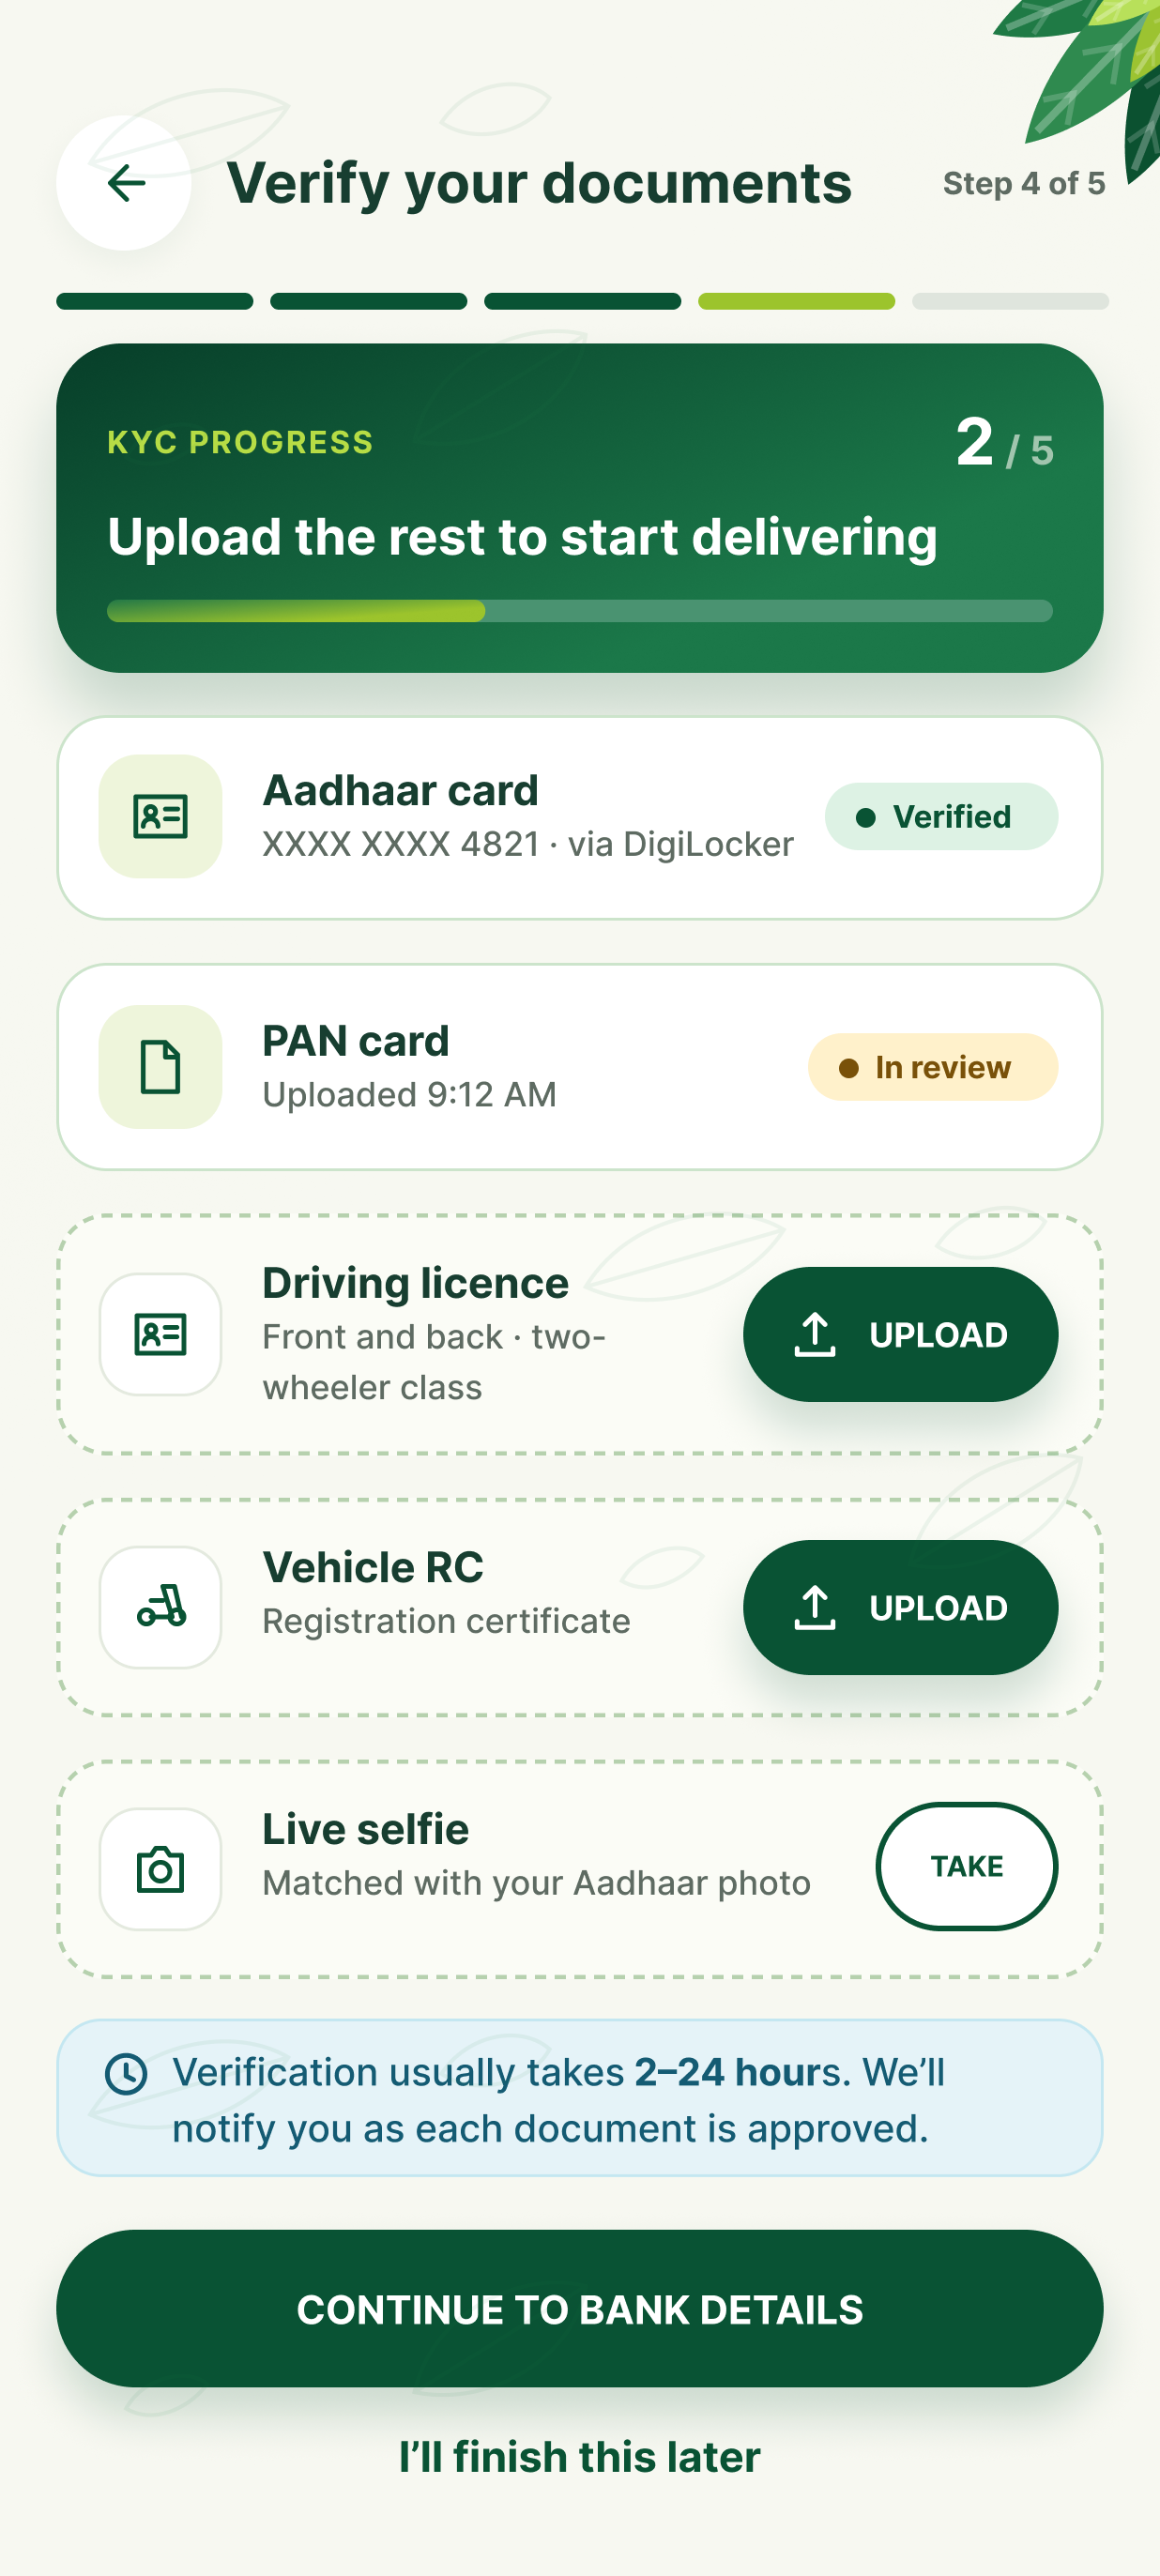 Verify your documents
Step 4 of 5
KYC PROGRESS
2 / 5
Upload the rest to start delivering
Aadhaar card
XXXX XXXX 4821 · via DigiLocker
Verified
PAN card
Uploaded 9:12 AM
In review
Driving licence
Front and back · two-
wheeler class
UPLOAD
Vehicle RC
Registration certificate
UPLOAD
Live selfie
Matched with your Aadhaar photo
TAKE
Verification usually takes 2–24 hours. We’ll
notify you as each document is approved.
CONTINUE TO BANK DETAILS
I’ll finish this later